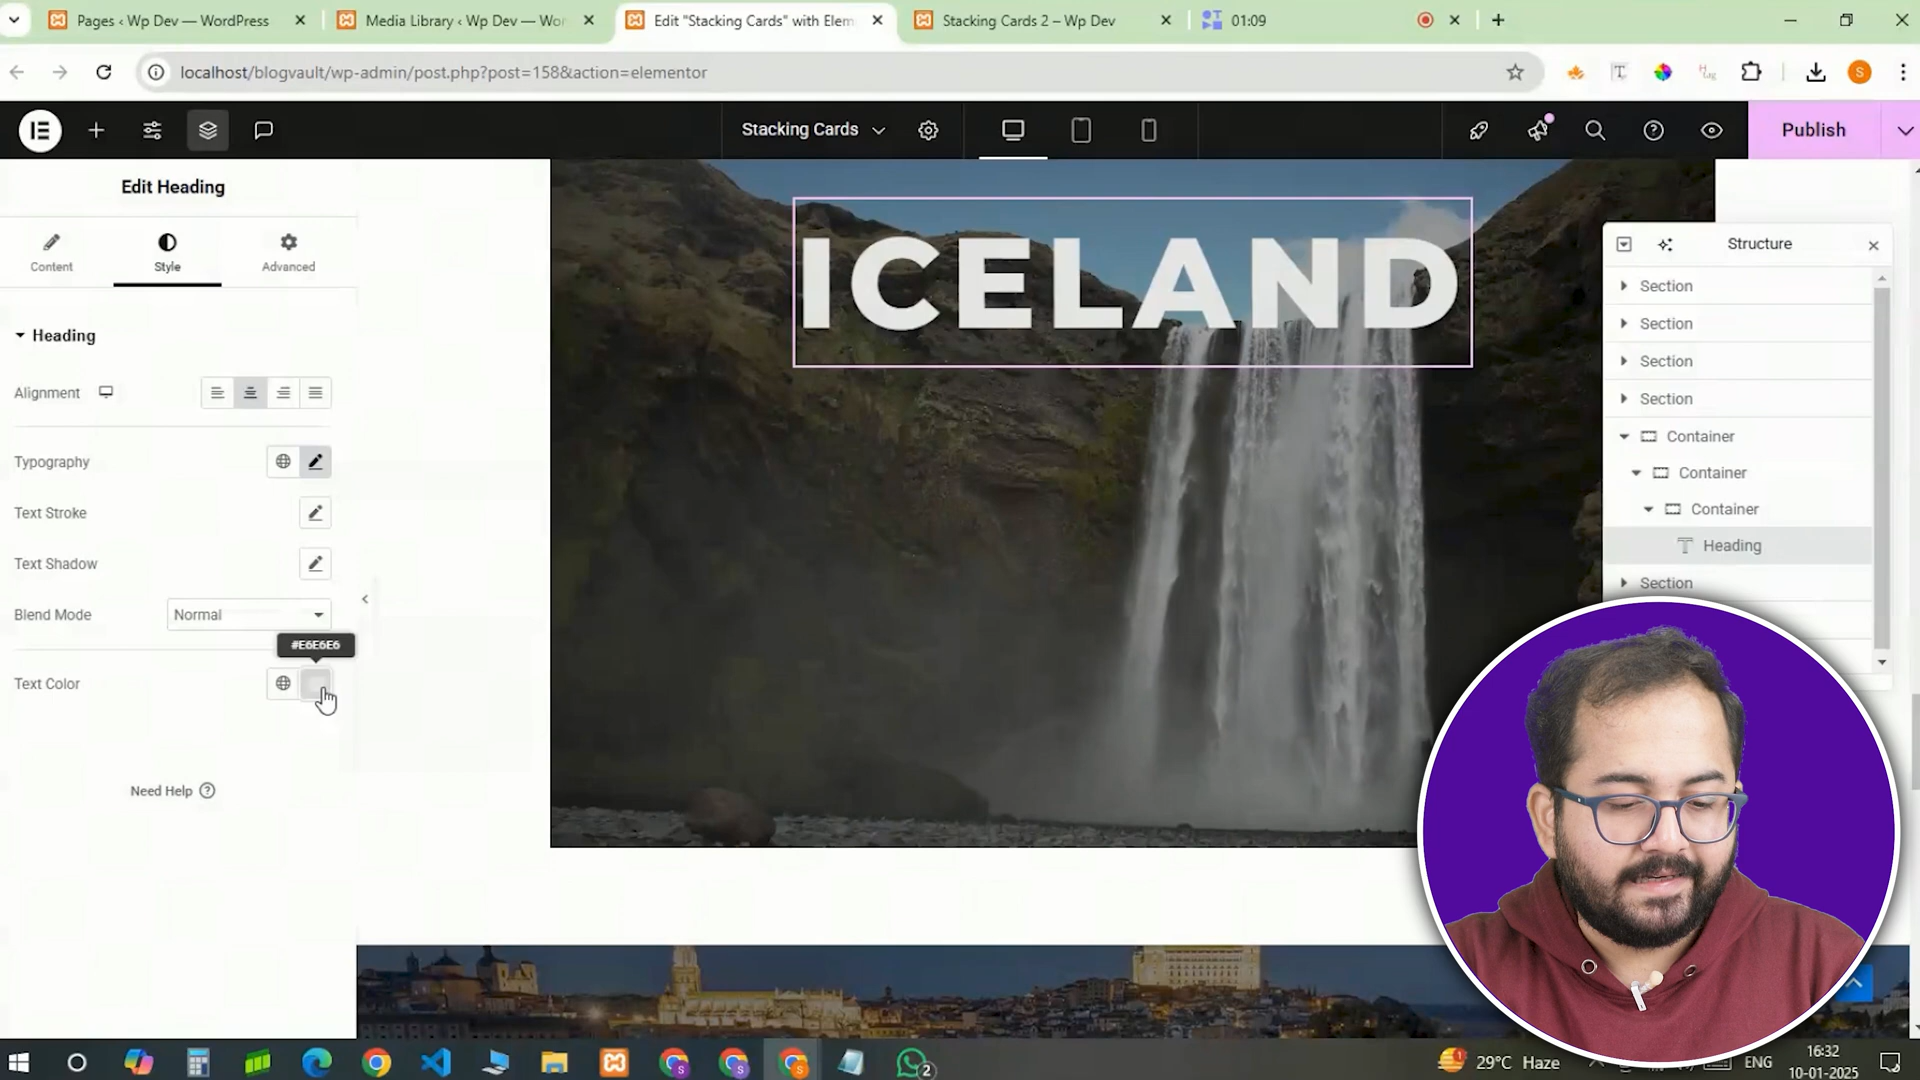 Pages ‹ Wp Dev — WordPress
Media Library ‹ Wp Dev — Wor
Edit "Stacking Cards" with Elem
Stacking Cards 2 – Wp Dev
01:09
localhost/blogvault/wp-admin/post.php?post=158&action=elementor
S
Stacking Cards
Publish
Edit Heading
Content
Style
Advanced
Heading
Alignment
Typography
Text Stroke
Text Shadow
Blend Mode
Normal
#E6E6E6
Text Color
Need Help
ICELAND
Structure
Section
Section
Section
Section
Container
Container
Container
Heading
Section
2
1
29°C Haze
ENG
16:32
10-01-2025